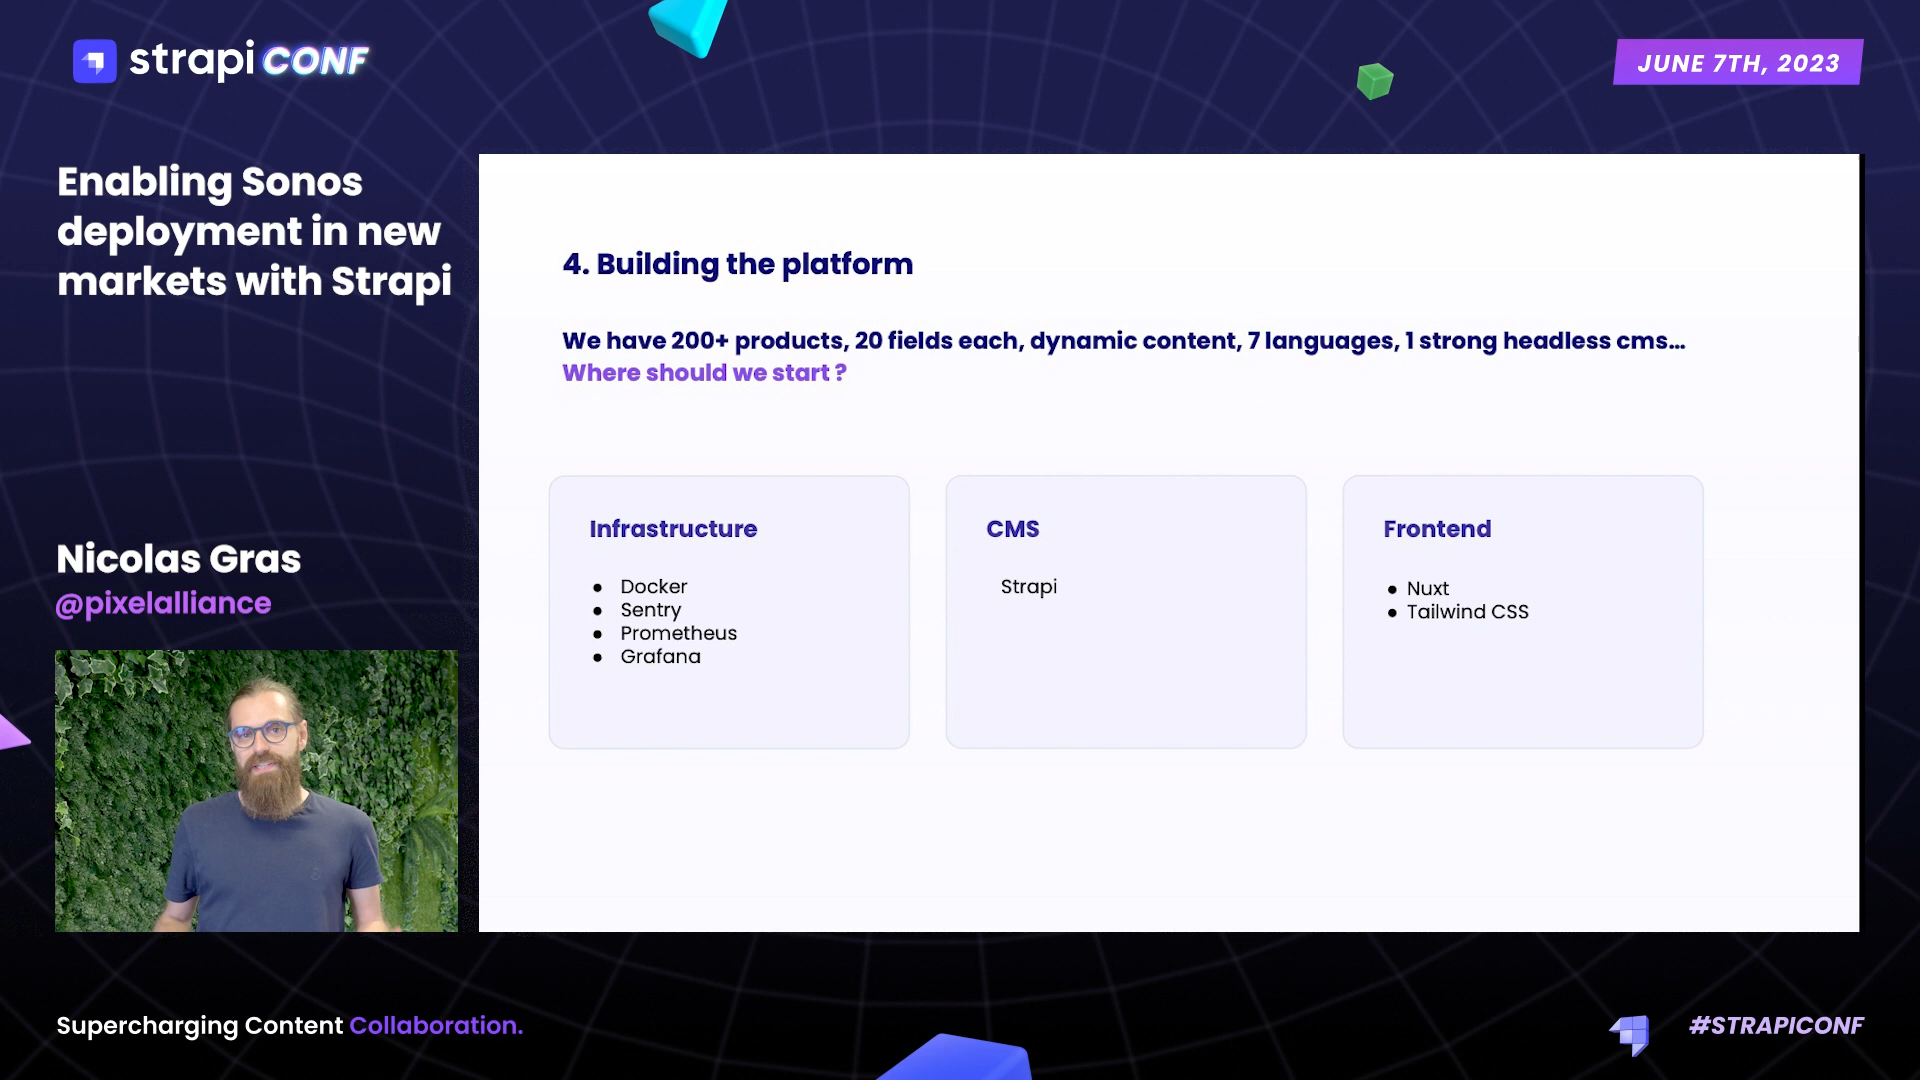 strapi CONF
JUNE 7TH, 2023
Enabling Sonos
deployment in new
markets with Strapi
Nicolas Gras
@pixelalliance
4. Building the platform
We have 200+ products, 20 fields each, dynamic content, 7 languages, 1 strong headless cms...
Where should we start ?
Infrastructure
● Docker
● Sentry
● Prometheus
● Grafana
CMS
Strapi
Frontend
● Nuxt
● Tailwind CSS
Supercharging Content Collaboration.
#STRAPICONF